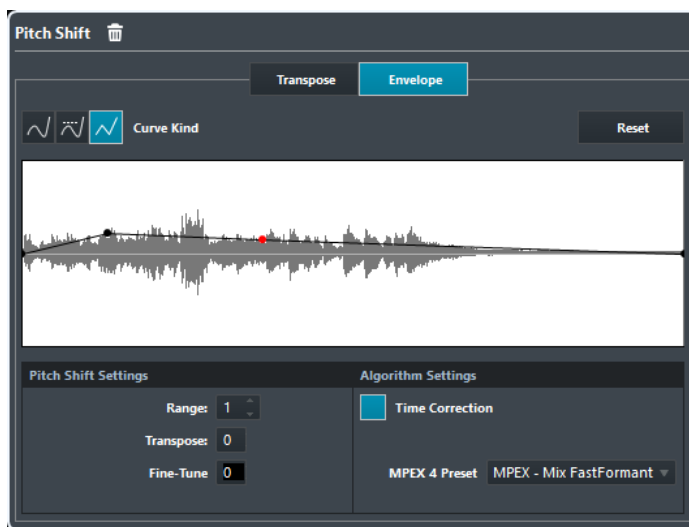 Pitch Shift
Transpose Envelope
Curve Kind Reset
Pitch Shift Settings Algorithm Settings
Range: 1 Time Correction
Transpose: 0
Fine-Tune 0 MPEX 4 Preset MPEX - Mix FastFormant